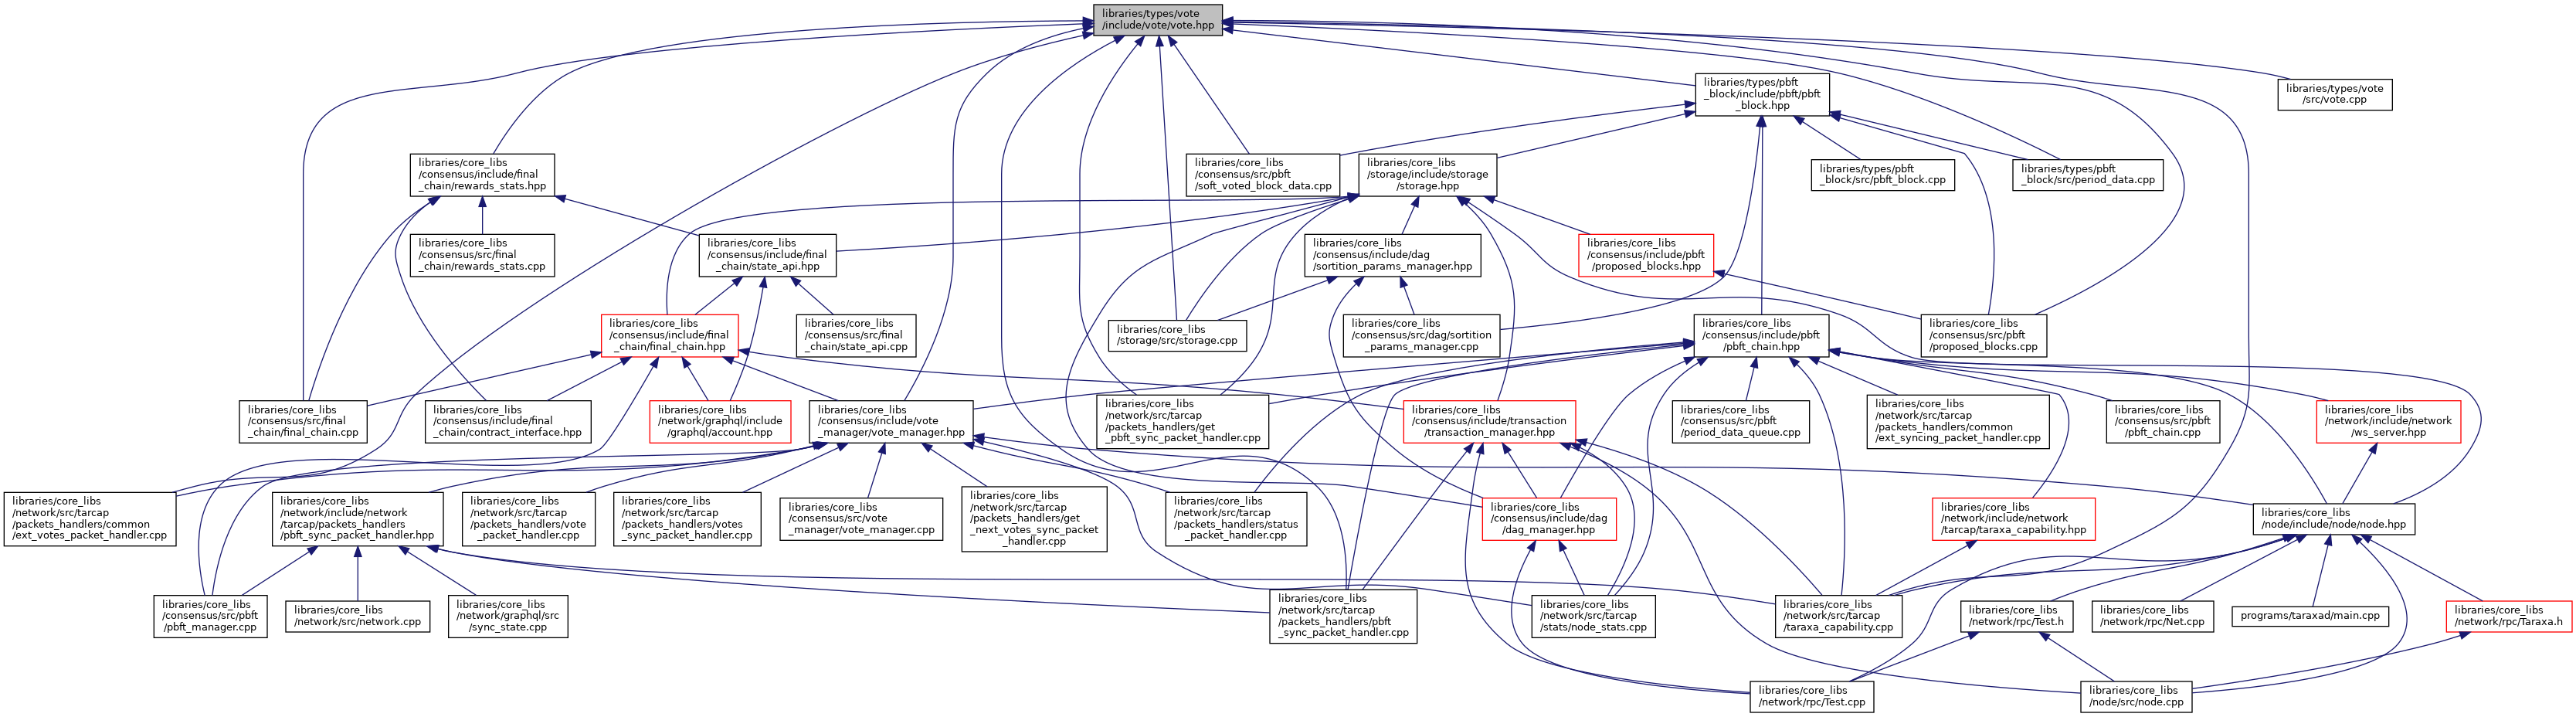 libraries/types/vote
/include/vote/vote.hpp
libraries/types/pbft
_block/include/pbft/pbft
_block.hpp
libraries/types/vote
/src/vote.cpp
libraries/core_libs
/consensus/include/final
_chain/rewards_stats.hpp
libraries/core_libs
/consensus/src/pbft
/soft_voted_block_data.cpp
libraries/core_libs
/storage/include/storage
/storage.hpp
libraries/types/pbft
_block/src/pbft_block.cpp
libraries/types/pbft
_block/src/period_data.cpp
libraries/core_libs
/consensus/src/final
_chain/rewards_stats.cpp
libraries/core_libs
/consensus/include/final
_chain/state_api.hpp
libraries/core_libs
/consensus/include/dag
/sortition_params_manager.hpp
libraries/core_libs
/consensus/include/pbft
/proposed_blocks.hpp
libraries/core_libs
/consensus/include/final
_chain/final_chain.hpp
libraries/core_libs
/consensus/src/final
_chain/state_api.cpp
libraries/core_libs
/storage/src/storage.cpp
libraries/core_libs
/consensus/src/dag/sortition
_params_manager.cpp
libraries/core_libs
/consensus/include/pbft
/pbft_chain.hpp
libraries/core_libs
/consensus/src/pbft
/proposed_blocks.cpp
libraries/core_libs
/consensus/src/final
_chain/final_chain.cpp
libraries/core_libs
/consensus/include/final
_chain/contract_interface.hpp
libraries/core_libs
/network/graphql/include
/graphql/account.hpp
libraries/core_libs
/consensus/include/vote
_manager/vote_manager.hpp
libraries/core_libs
/network/src/tarcap
/packets_handlers/get
_pbft_sync_packet_handler.cpp
libraries/core_libs
/consensus/include/transaction
/transaction_manager.hpp
libraries/core_libs
/consensus/src/pbft
/period_data_queue.cpp
libraries/core_libs
/network/src/tarcap
/packets_handlers/common
/ext_syncing_packet_handler.cpp
libraries/core_libs
/consensus/src/pbft
/pbft_chain.cpp
libraries/core_libs
/network/include/network
/ws_server.hpp
libraries/core_libs
/network/src/tarcap
/packets_handlers/common
/ext_votes_packet_handler.cpp
libraries/core_libs
/network/include/network
/tarcap/packets_handlers
/pbft_sync_packet_handler.hpp
libraries/core_libs
/network/src/tarcap
/packets_handlers/vote
_packet_handler.cpp
libraries/core_libs
/network/src/tarcap
/packets_handlers/votes
_sync_packet_handler.cpp
libraries/core_libs
/consensus/src/vote
_manager/vote_manager.cpp
libraries/core_libs
/network/src/tarcap
/packets_handlers/get
_next_votes_sync_packet
_handler.cpp
libraries/core_libs
/network/src/tarcap
/packets_handlers/status
_packet_handler.cpp
libraries/core_libs
/consensus/include/dag
/dag_manager.hpp
libraries/core_libs
/network/include/network
/tarcap/taraxa_capability.hpp
libraries/core_libs
/node/include/node/node.hpp
libraries/core_libs
/consensus/src/pbft
/pbft_manager.cpp
libraries/core_libs
/network/src/network.cpp
libraries/core_libs
/network/graphql/src
/sync_state.cpp
libraries/core_libs
/network/src/tarcap
/packets_handlers/pbft
_sync_packet_handler.cpp
libraries/core_libs
/network/src/tarcap
/stats/node_stats.cpp
libraries/core_libs
/network/src/tarcap
/taraxa_capability.cpp
libraries/core_libs
/network/rpc/Test.h
libraries/core_libs
/network/rpc/Net.cpp
programs/taraxad/main.cpp
libraries/core_libs
/network/rpc/Taraxa.h
libraries/core_libs
/network/rpc/Test.cpp
libraries/core_libs
/node/src/node.cpp